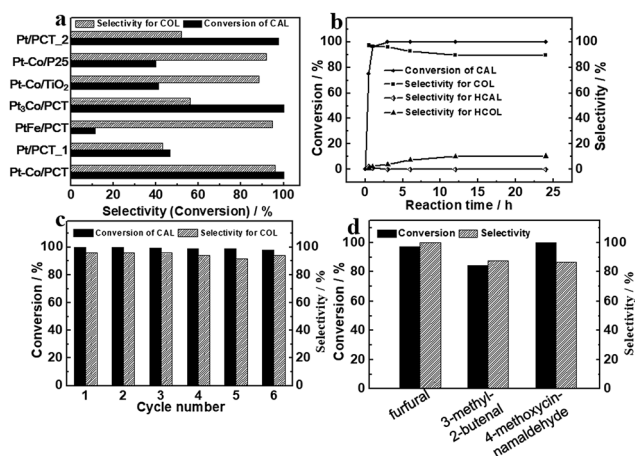 a
Selectivity for COL
Conversion of CAL
Pt/PCT_2
Pt-Co/P25
Pt-Co/TiO2
Pt3Co/PCT
PtFe/PCT
Pt/PCT_1
Pt-Co/PCT
0 20 40 60 80 100
Selectivity (Conversion) / %
b
Conversion / %
100
80
60
40
20
0
Conversion of CAL
Selectivity for COL
Selectivity for HCAL
Selectivity for HCOL
100
80
60
40
20
0
Selectivity / %
0 4 8 12 16 20 24
Reaction time / h
c
Conversion of CAL
Selectivity for COL
Conversion / %
100
80
60
40
20
0
100
80
60
40
20
0
Selectivity / %
1 2 3 4 5 6
Cycle number
d
Conversion
Selectivity
Conversion / %
100
80
60
40
20
0
100
80
60
40
20
0
Selectivity / %
furfural
3-methyl-
2-butenal
4-methoxycin-
namaldehyde